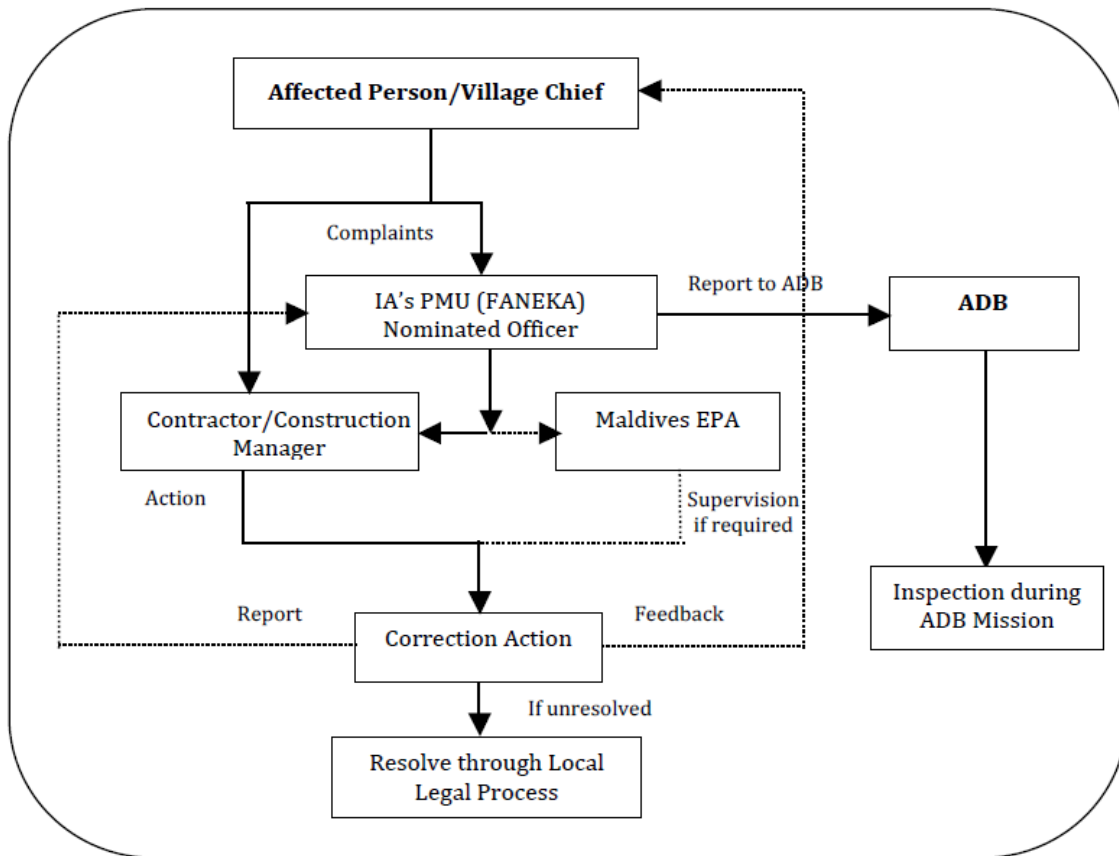 Affected Person/Village Chief
Complaints
IA's PMU (FANEKA)
Nominated Officer
Report to ADB
ADB
Contractor/Construction
Manager
Maldives EPA
Action
Supervision
if required
Inspection during
ADB Mission
Report
Correction Action
Feedback
If unresolved
Resolve through Local
Legal Process